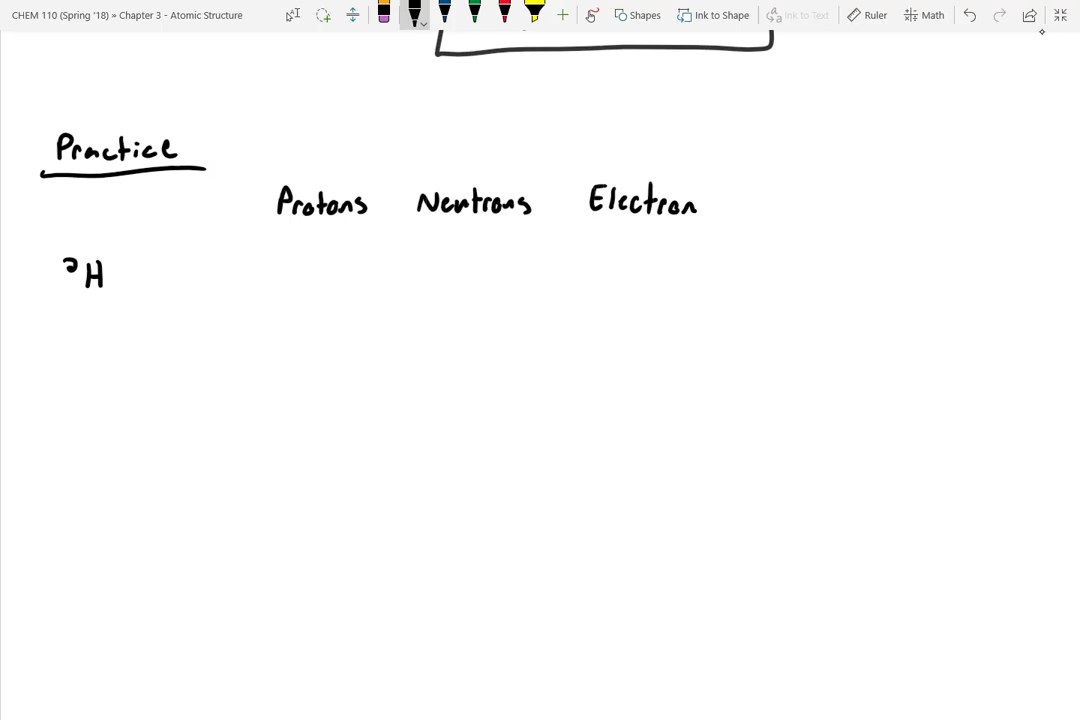 CHEM 110 (Spring '18) » Chapter 3 - Atomic Structure Shapes Ink to Shape Ink to Text Ruler Math
Practice
Protons Neutrons Electron
²H